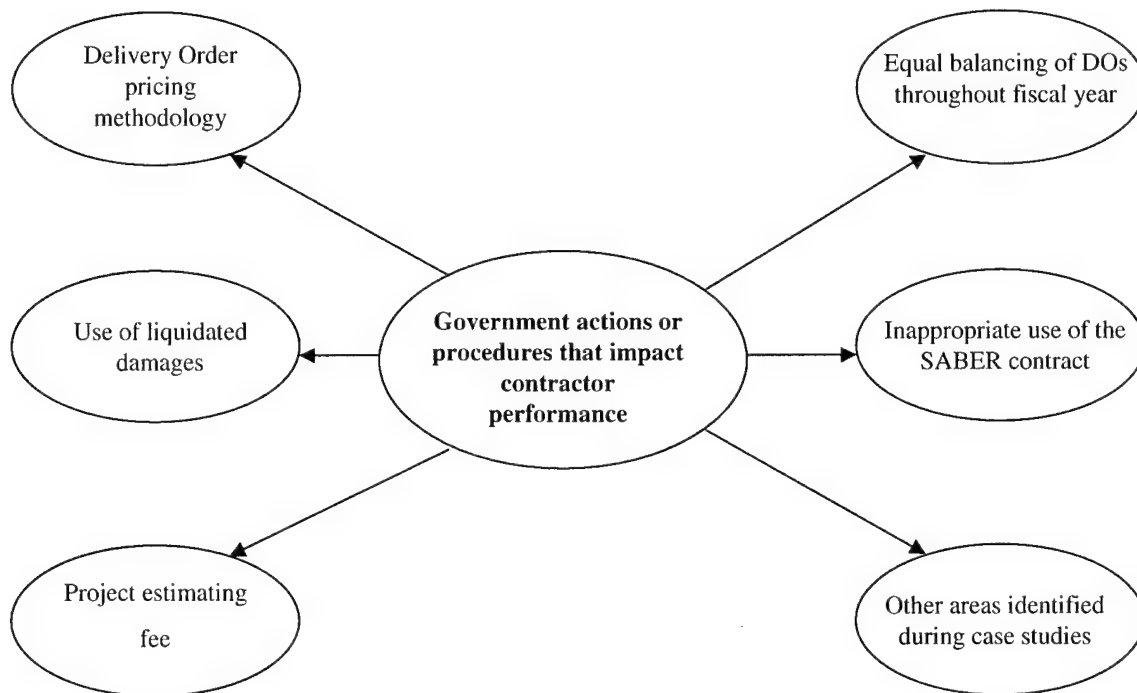 Delivery Order
pricing
methodology
Equal balancing of DOs
throughout fiscal year
Use of liquidated
damages
Government actions or
procedures that impact
contractor
performance
Inappropriate use of the
SABER contract
Project estimating
fee
Other areas identified
during case studies